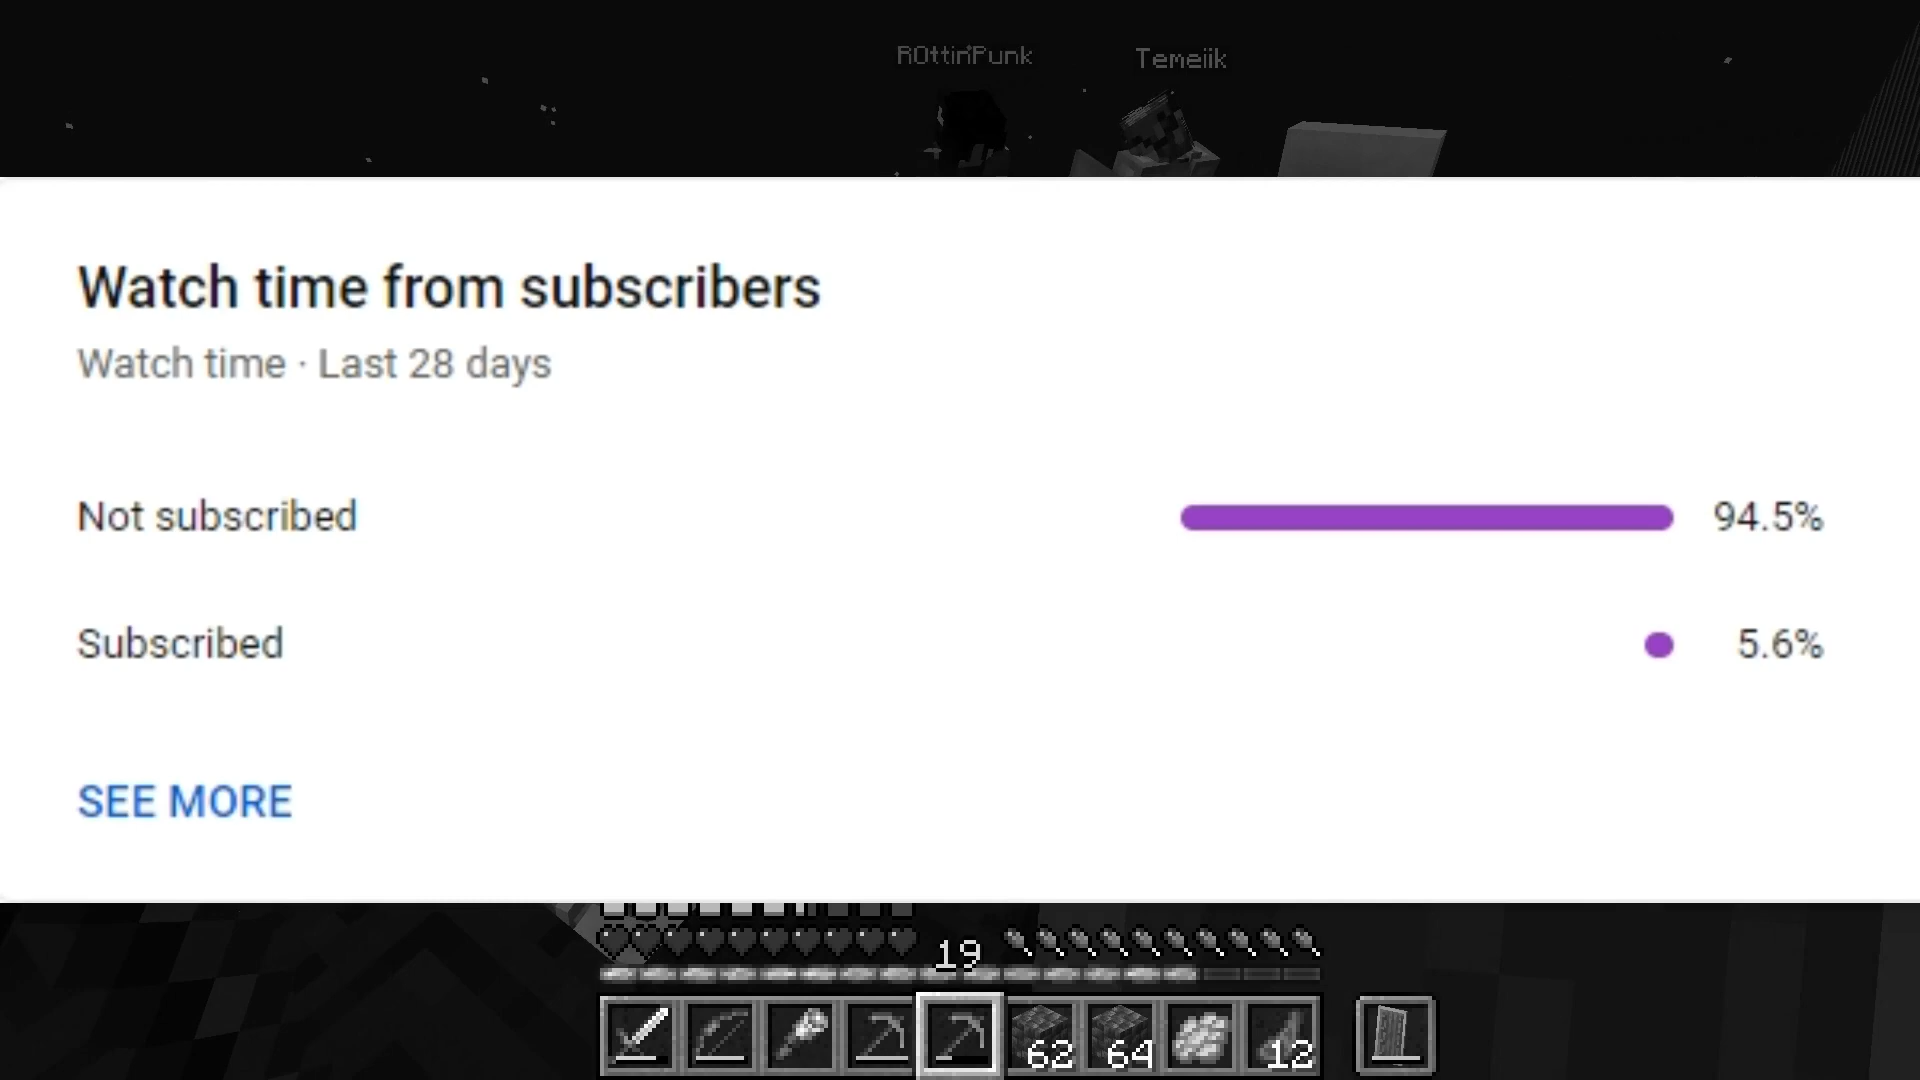 R0ttinPunk Temeiik
Watch time from subscribers
Watch time · Last 28 days
Not subscribed 94.5%
Subscribed 5.6%
SEE MORE
19
62 64 12